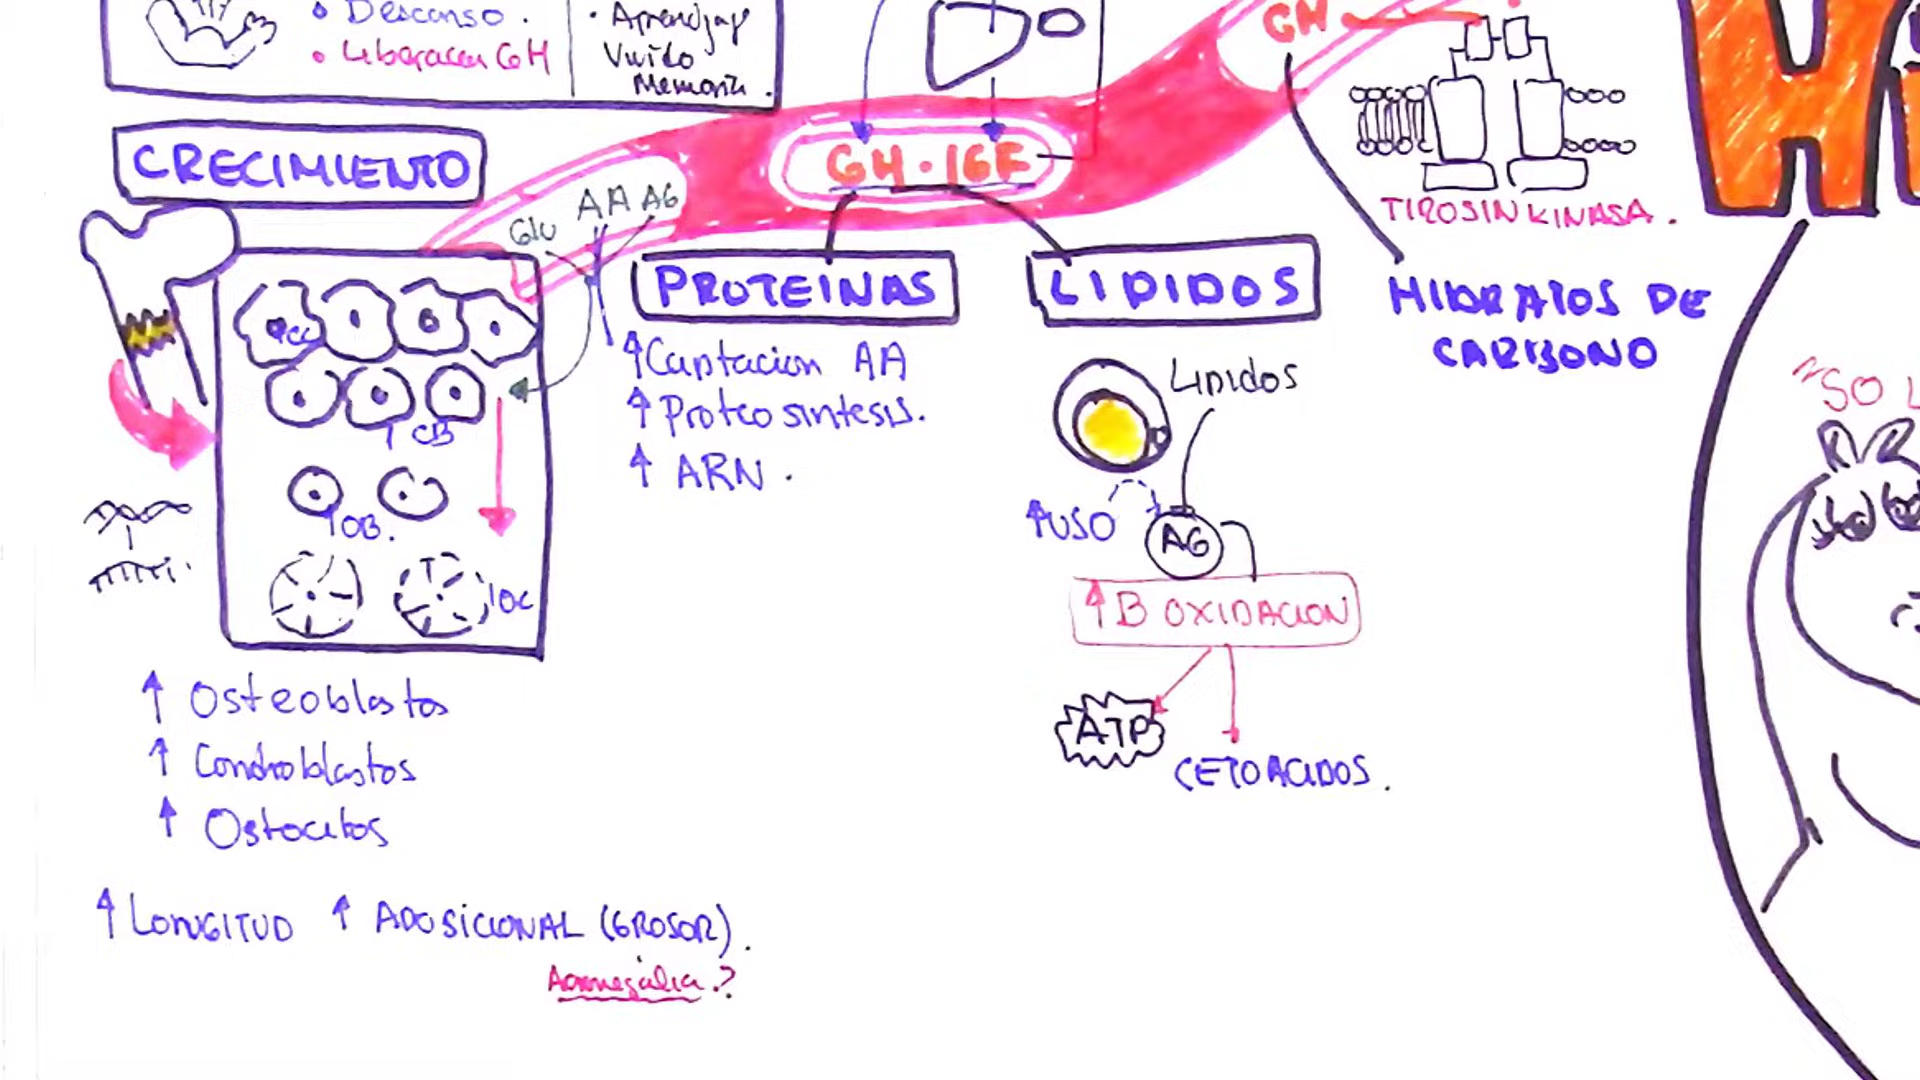 • Descanso.
• Liberacion GH
• Aprendizaje
Vivido
Memoria.
GH
CRECIMIENTO
GH • IGF
Glu AA AG
TIROSIN KINASA.
PROTEINAS
LIPIDOS
HIDRATOS DE
CARBONO
CC
↑ Captacion AA
↑ Proteosintesis.
↑ ARN.
Lipidos
CB
OB.
OC
↑ USO
AG
↑ B OXIDACION
ATP
CETOACIDOS.
↑ Osteoblastos
↑ Condroblastos
↑ Ostocitos
↑ LONGITUD ↑ APOSICIONAL (GROSOR).
Acromegalia.?